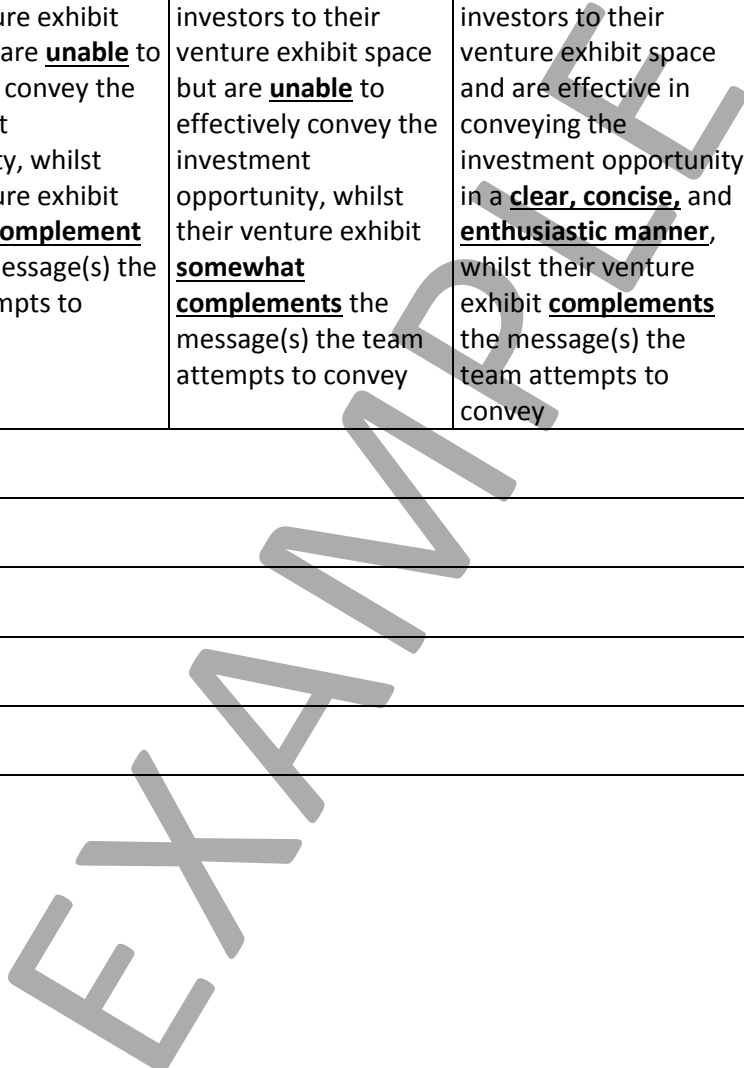 ure exhibit
are unable to
convey the
t
ty, whilst
ure exhibit
omplement
essage(s) the
mpts to
investors to their
venture exhibit space
but are unable to
effectively convey the
investment
opportunity, whilst
their venture exhibit
somewhat
complements the
message(s) the team
attempts to convey
investors to their
venture exhibit space
and are effective in
conveying the
investment opportunity
in a clear, concise, and
enthusiastic manner,
whilst their venture
exhibit complements
the message(s) the
team attempts to
convey
EXAMPLE